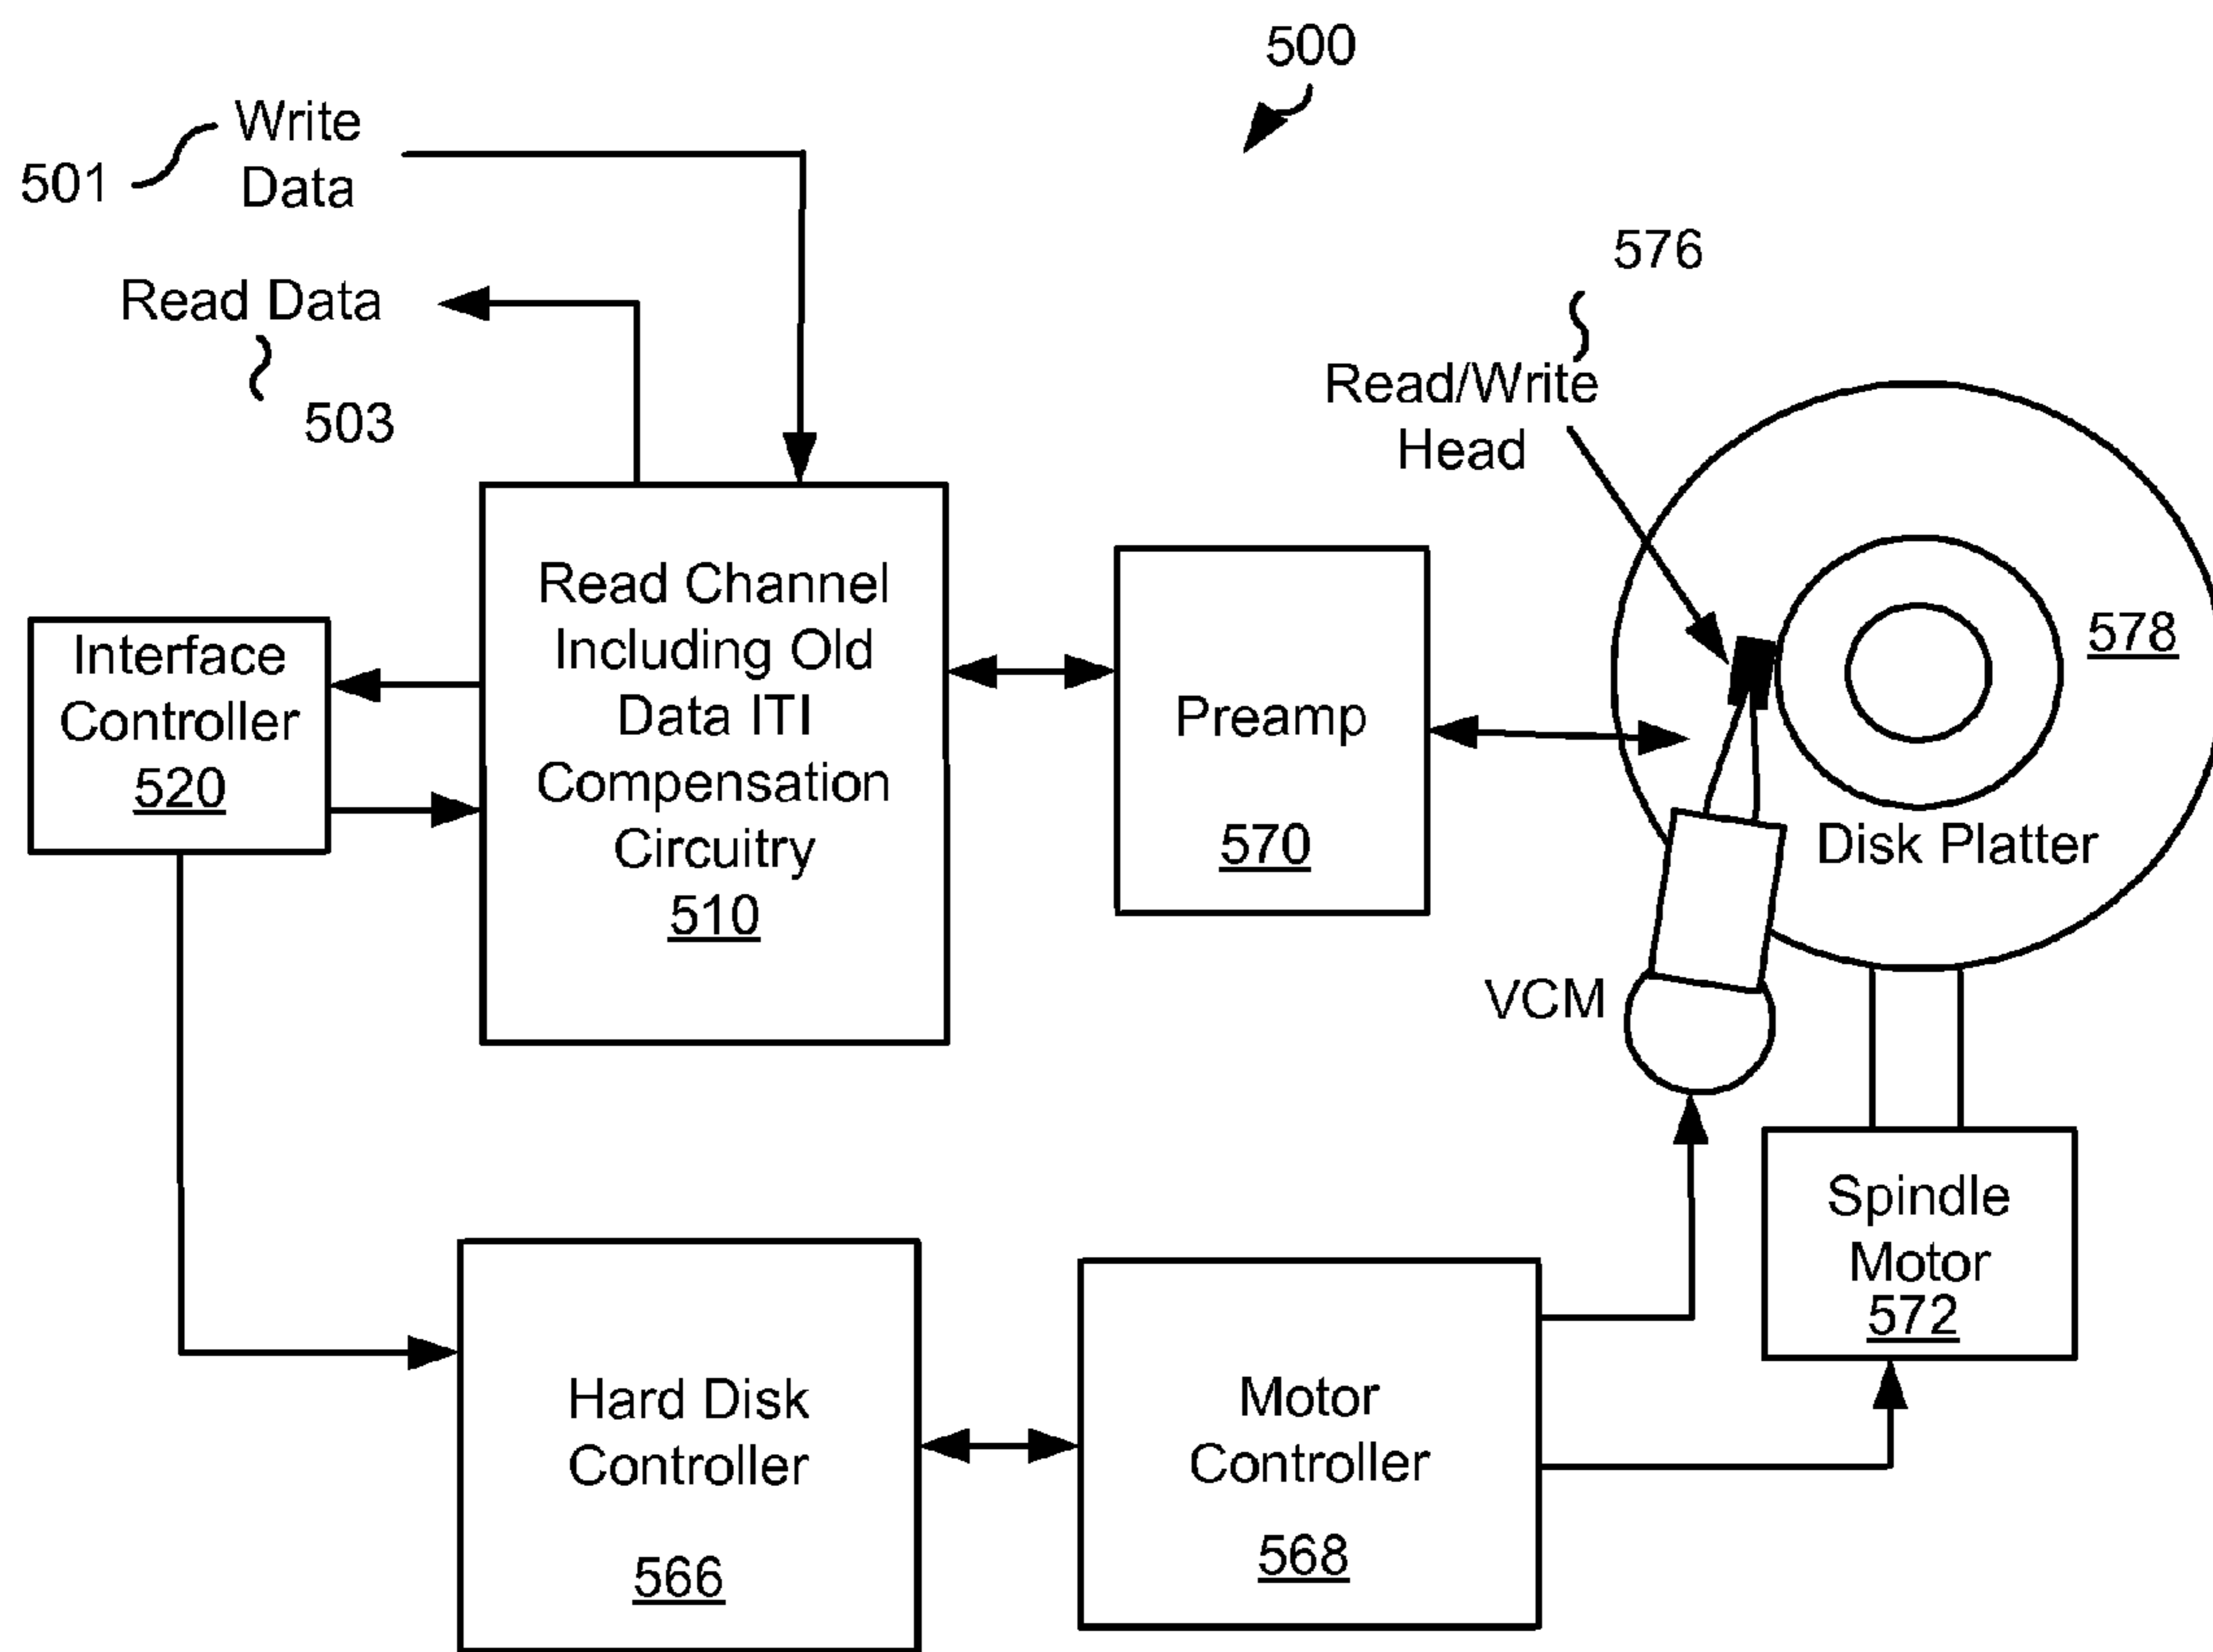 500
501
Write
Data
Read Data
503
576
Read/Write
Head
Interface
Controller
520
Read Channel
Including Old
Data ITI
Compensation
Circuitry
510
Preamp
570
578
Disk Platter
VCM
Spindle
Motor
572
Hard Disk
Controller
566
Motor
Controller
568